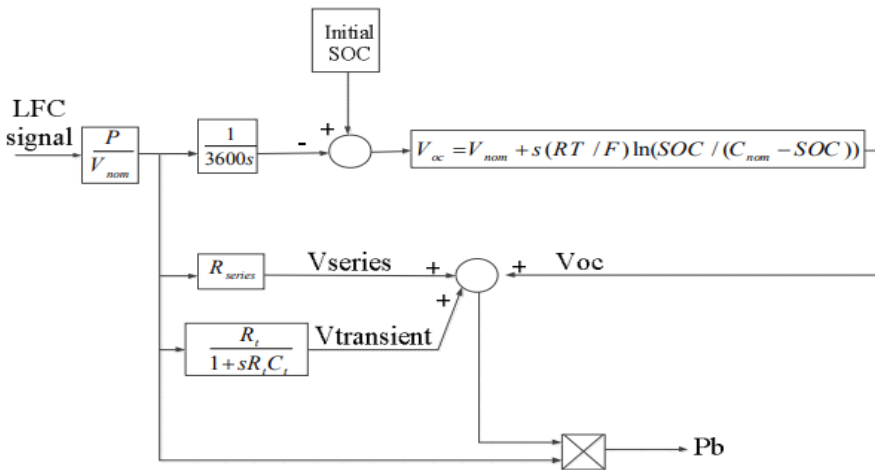 Initial
SOC
LFC
signal
P
V_nom
1
3600s
-
+
V_oc = V_nom + s (RT / F) ln(SOC / (C_nom − SOC))
R_series
Vseries
+
+
Voc
+
R_t
1 + sR_tC_t
Vtransient
Pb